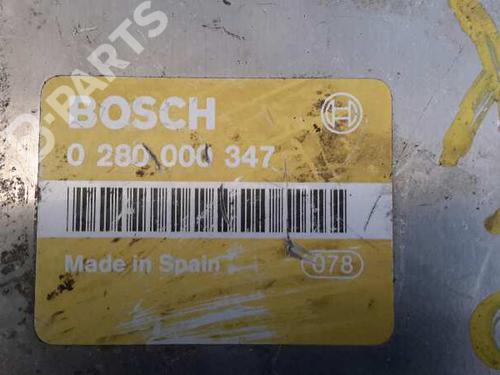 B-PARTS
BOSCH
0 280 000 347
Made in Spain
078